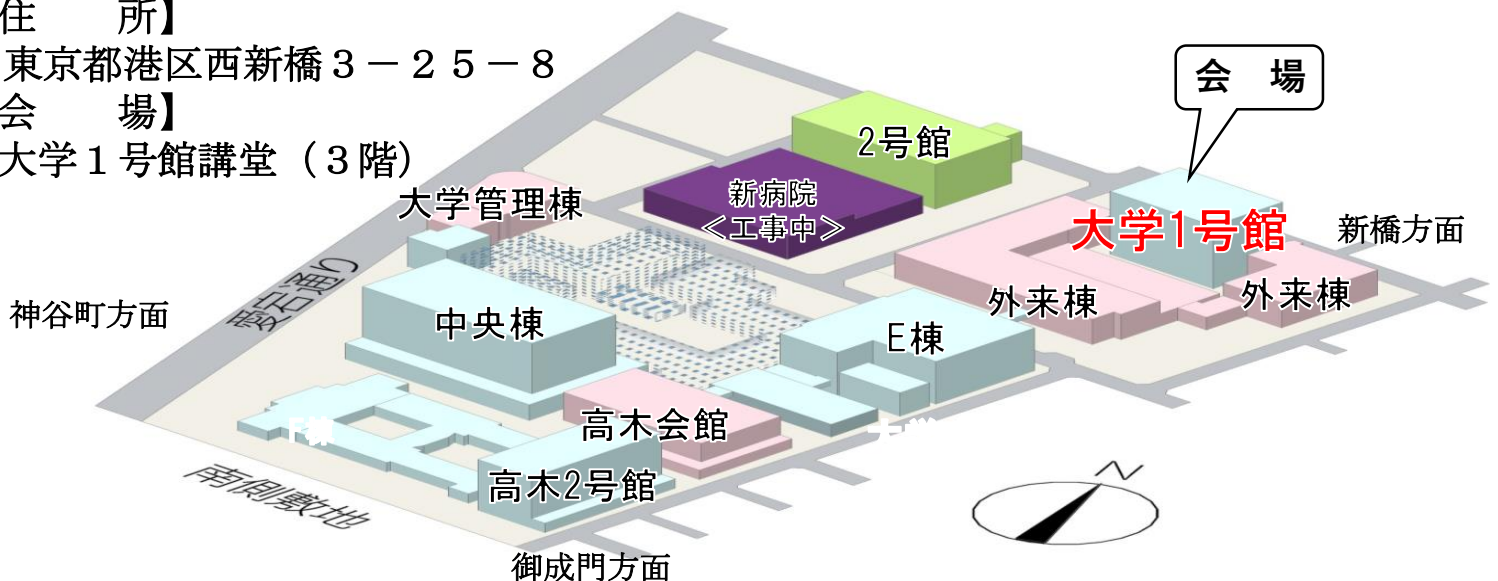 住　　所】
東京都港区西新橋３－２５－８
会　　場】
大学１号館講堂（３階）
会　場
2号館
新病院
＜工事中＞
大学管理棟
大学1号館
新橋方面
外来棟
外来棟
愛宕通り
神谷町方面
中央棟
E棟
F棟
高木会館
高木2号館
南側敷地
御成門方面
N